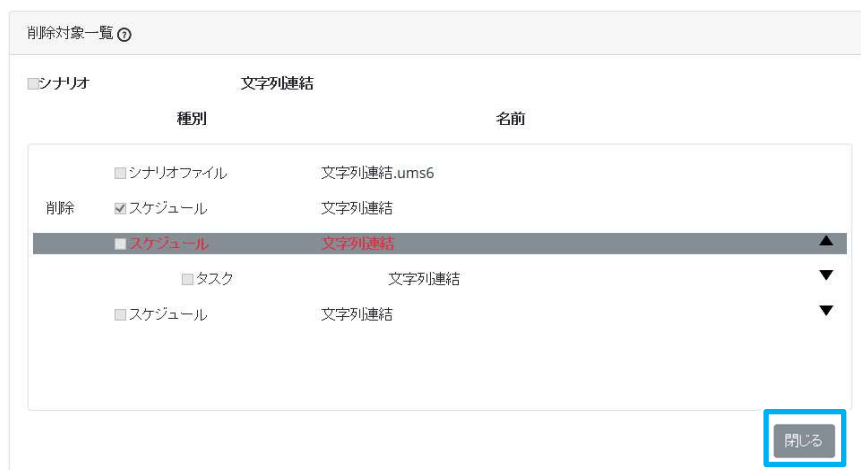 削除対象一覧
シナリオ 文字列連結
種別 名前
シナリオファイル 文字列連結.ums6
削除 スケジュール 文字列連結
スケジュール 文字列連結
タスク 文字列連結
スケジュール 文字列連結
閉じる